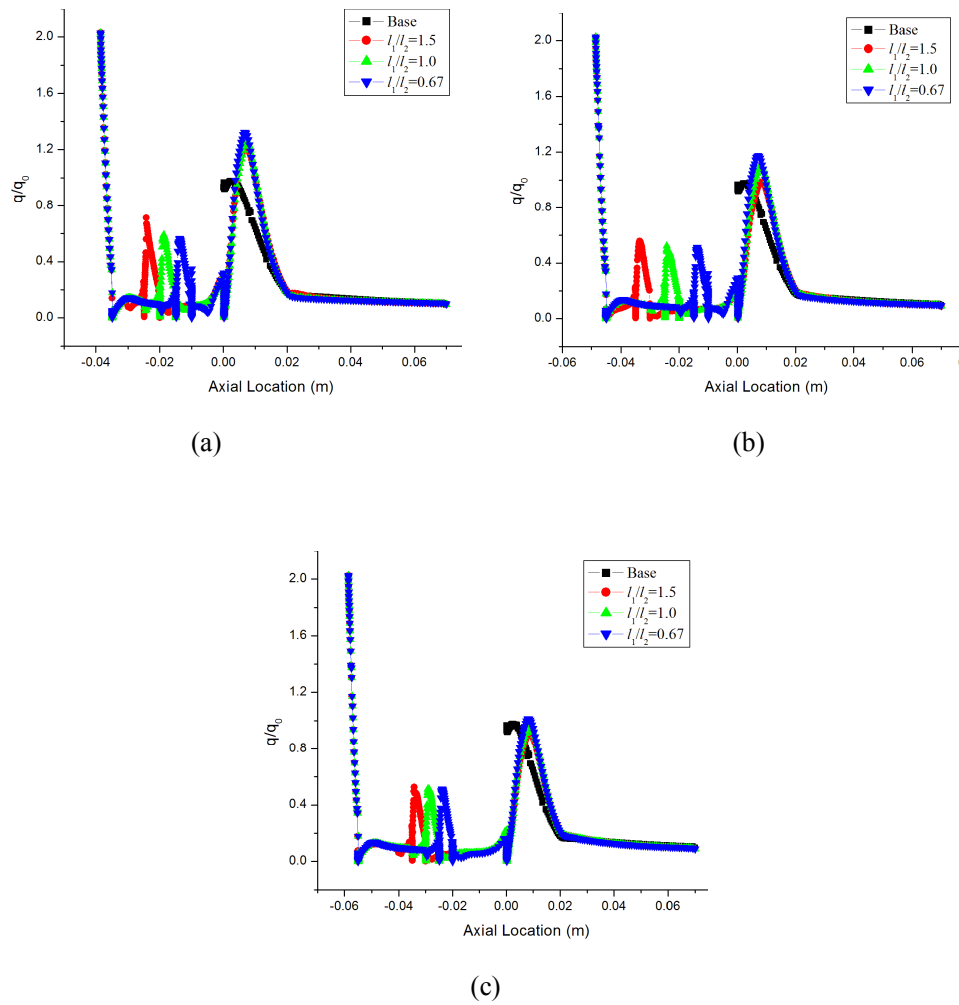 Base
l₁/l₂=1.5
l₁/l₂=1.0
l₁/l₂=0.67
2.0
1.6
1.2
0.8
0.4
0.0
q/q₀
-0.04 -0.02 0.00 0.02 0.04 0.06
Axial Location (m)
(a)
Base
l₁/l₂=1.5
l₁/l₂=1.0
l₁/l₂=0.67
2.0
1.6
1.2
0.8
0.4
0.0
q/q₀
-0.06 -0.04 -0.02 0.00 0.02 0.04 0.06
Axial Location (m)
(b)
Base
l₁/l₂=1.5
l₁/l₂=1.0
l₁/l₂=0.67
2.0
1.6
1.2
0.8
0.4
0.0
q/q₀
-0.06 -0.04 -0.02 0.00 0.02 0.04 0.06
Axial Location (m)
(c)